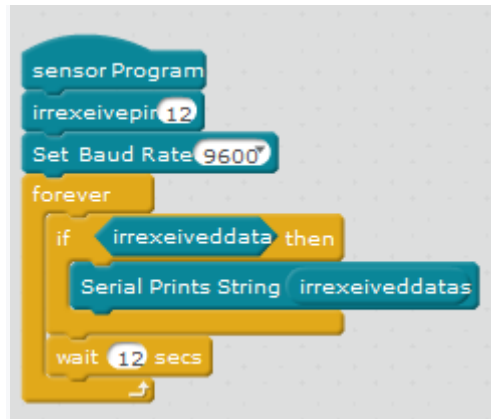 sensor Program
irrexeivepin 12
Set Baud Rate 9600
forever
if irrexeiveddata then
Serial Prints String irrexeiveddatas
wait 12 secs